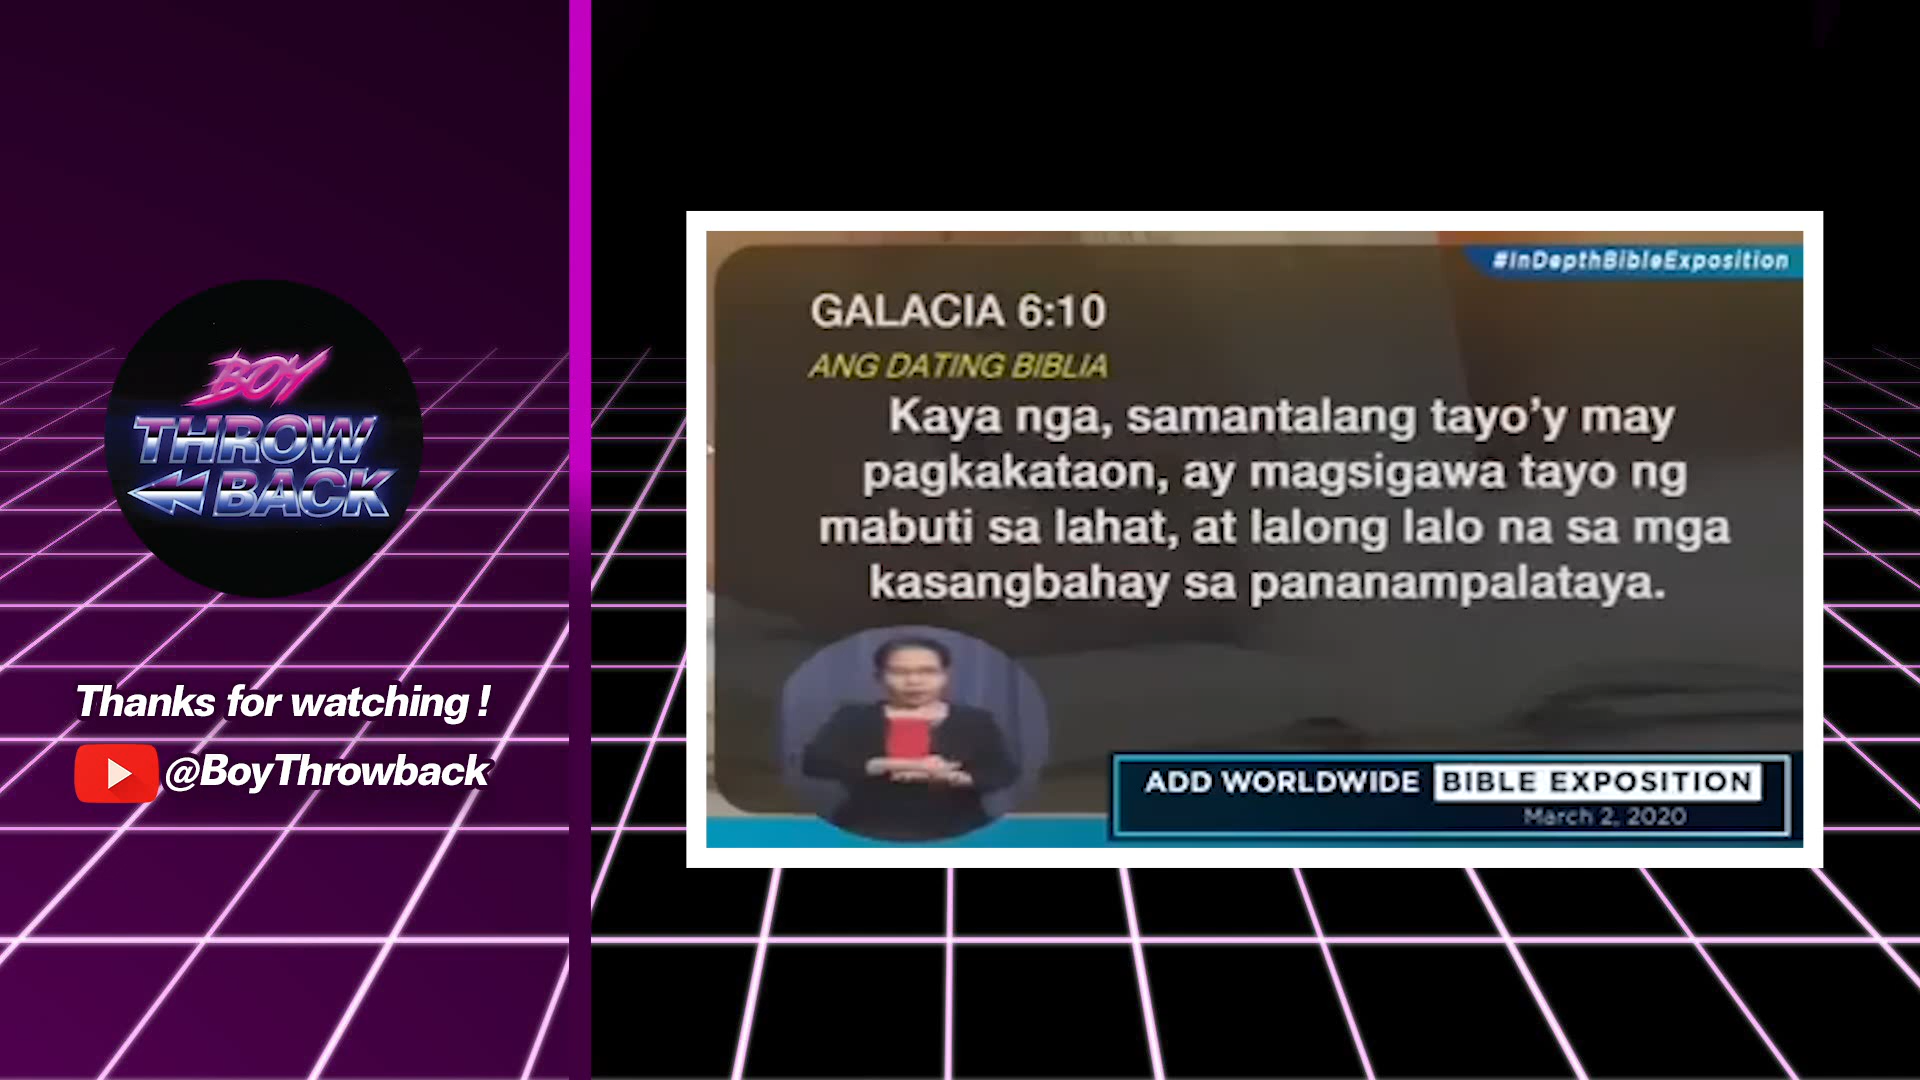 BOY
THROW
BACK
Thanks for watching !
@BoyThrowback
#InDepthBibleExposition
GALACIA 6:10
ANG DATING BIBLIA
Kaya nga, samantalang tayo’y may
pagkakataon, ay magsigawa tayo ng
mabuti sa lahat, at lalong lalo na sa mga
kasangbahay sa pananampalataya.
ADD WORLDWIDE BIBLE EXPOSITION
March 2, 2020